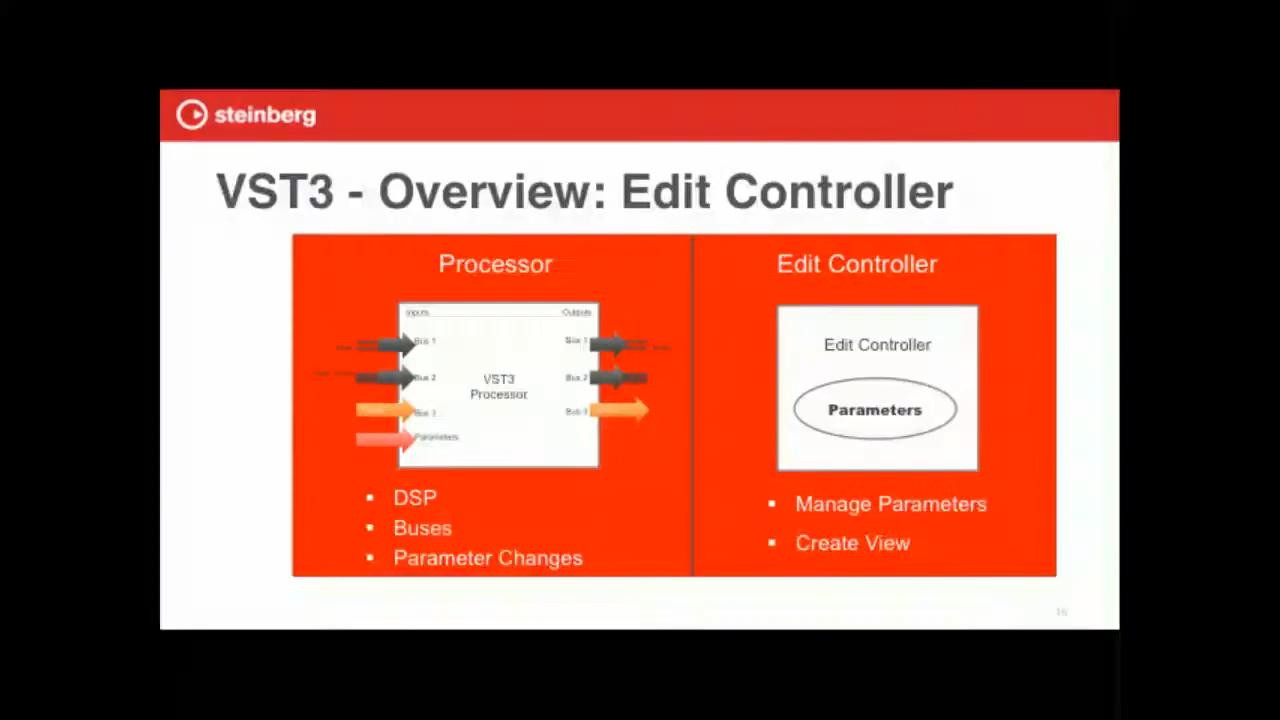 steinberg
VST3 - Overview: Edit Controller
Processor
Inputs
Outputs
Bus 1
Bus 2
Bus 3
Parameters
VST3
Processor
Bus 1
Bus 2
Bus 3
DSP
Buses
Parameter Changes
Edit Controller
Edit Controller
Parameters
Manage Parameters
Create View
16